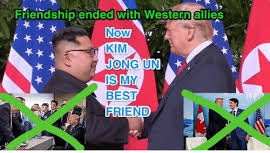 Friendship ended with Western allies
Now
KIM
JONG UN
IS MY
BEST
FRIEND